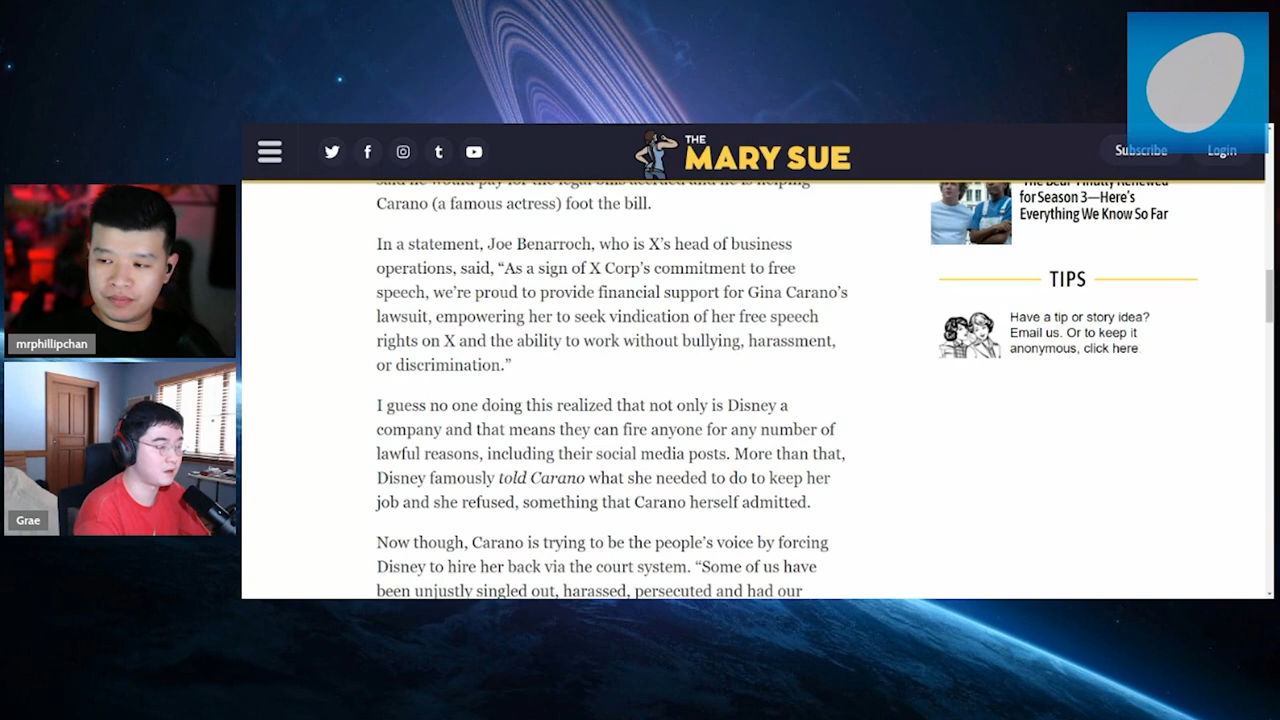 THE
MARY SUE
Subscribe
Login
said he would pay for the legal bills accrued and he is helping
Carano (a famous actress) foot the bill.
In a statement, Joe Benarroch, who is X’s head of business
operations, said, “As a sign of X Corp’s commitment to free
speech, we’re proud to provide financial support for Gina Carano’s
lawsuit, empowering her to seek vindication of her free speech
rights on X and the ability to work without bullying, harassment,
or discrimination.”
I guess no one doing this realized that not only is Disney a
company and that means they can fire anyone for any number of
lawful reasons, including their social media posts. More than that,
Disney famously told Carano what she needed to do to keep her
job and she refused, something that Carano herself admitted.
Now though, Carano is trying to be the people’s voice by forcing
Disney to hire her back via the court system. “Some of us have
been unjustly singled out, harassed, persecuted and had our
‘The Bear’ Finally Renewed
for Season 3—Here’s
Everything We Know So Far
TIPS
Have a tip or story idea?
Email us. Or to keep it
anonymous, click here.
mrphillipchan
Grae